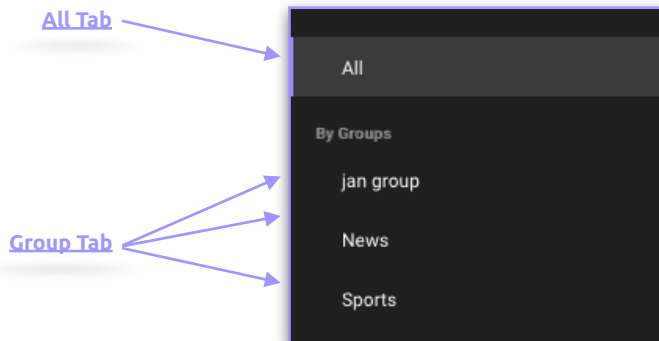 All Tab
All
By Groups
jan group
Group Tab
News
Sports